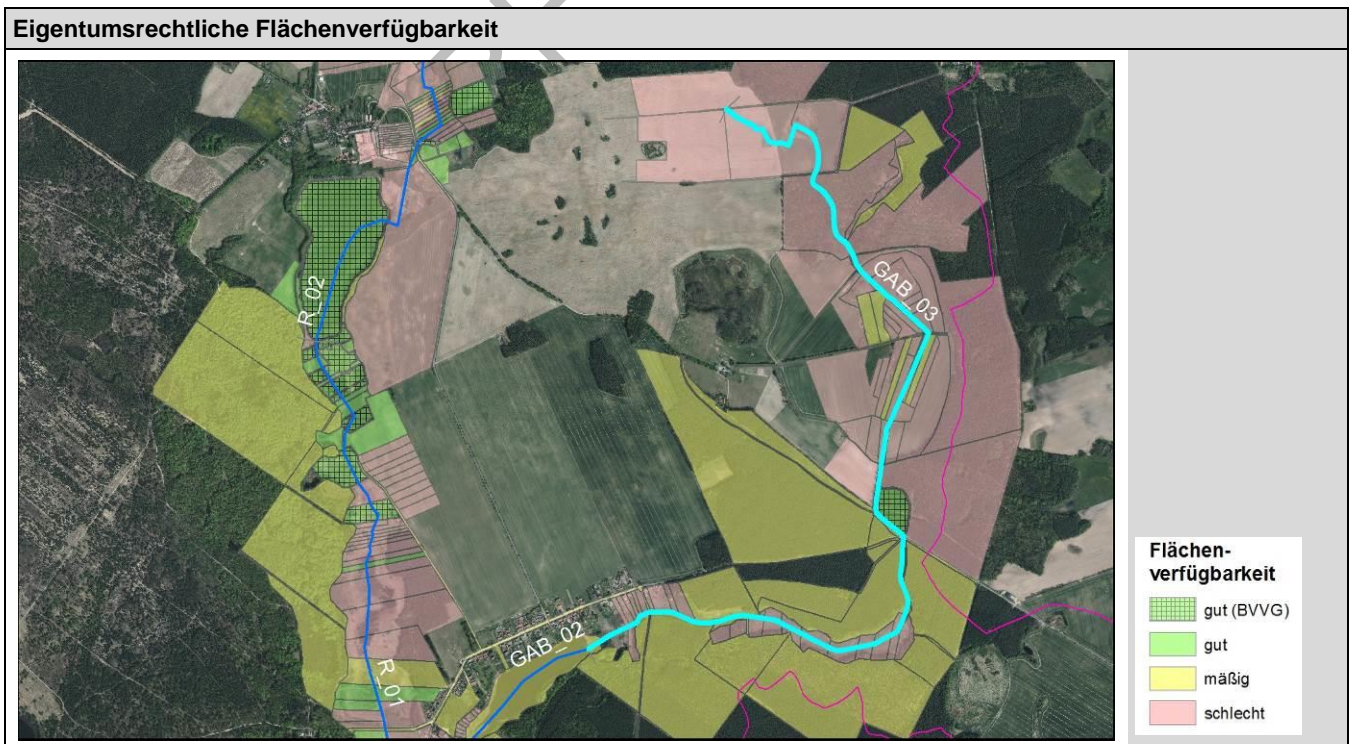 Eigentumsrechtliche Flächenverfügbarkeit
R_02
GAB_03
GAB_02
R_01
Flächen-
verfügbarkeit
gut (BVVG)
gut
mäßig
schlecht